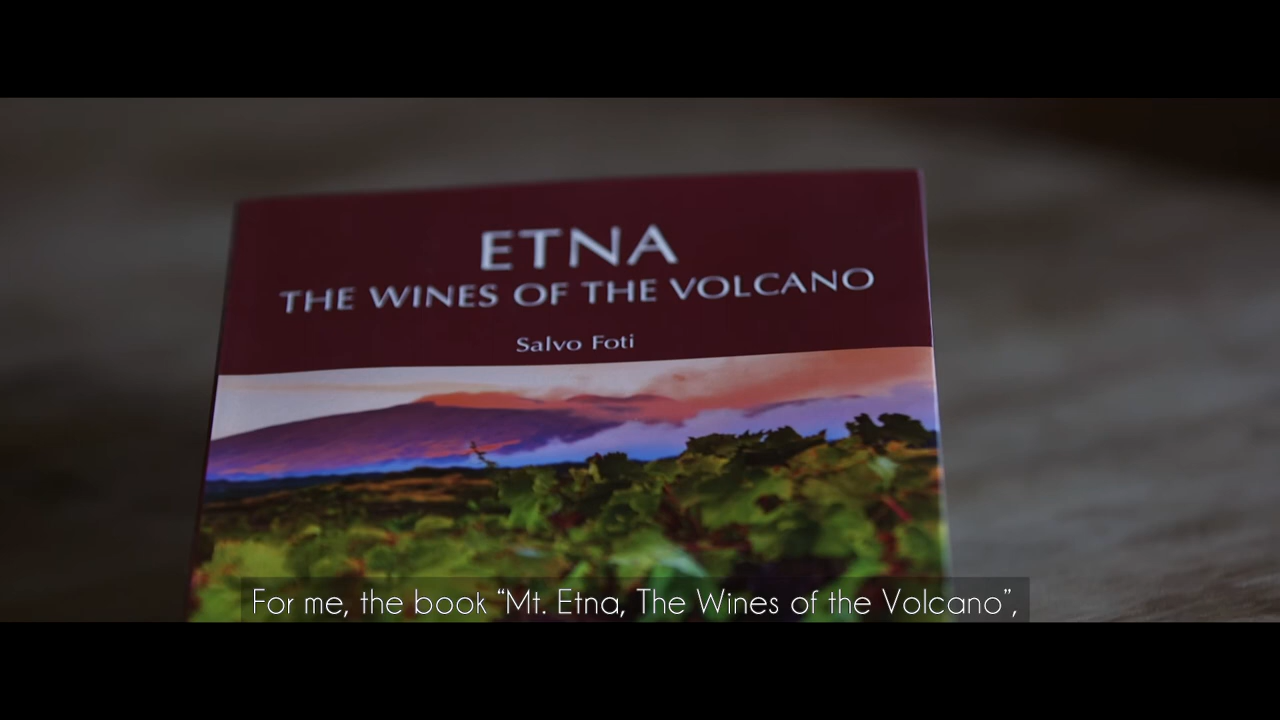 ETNA
THE WINES OF THE VOLCANO
Salvo Foti
For me, the book “Mt. Etna, The Wines of the Volcano”,